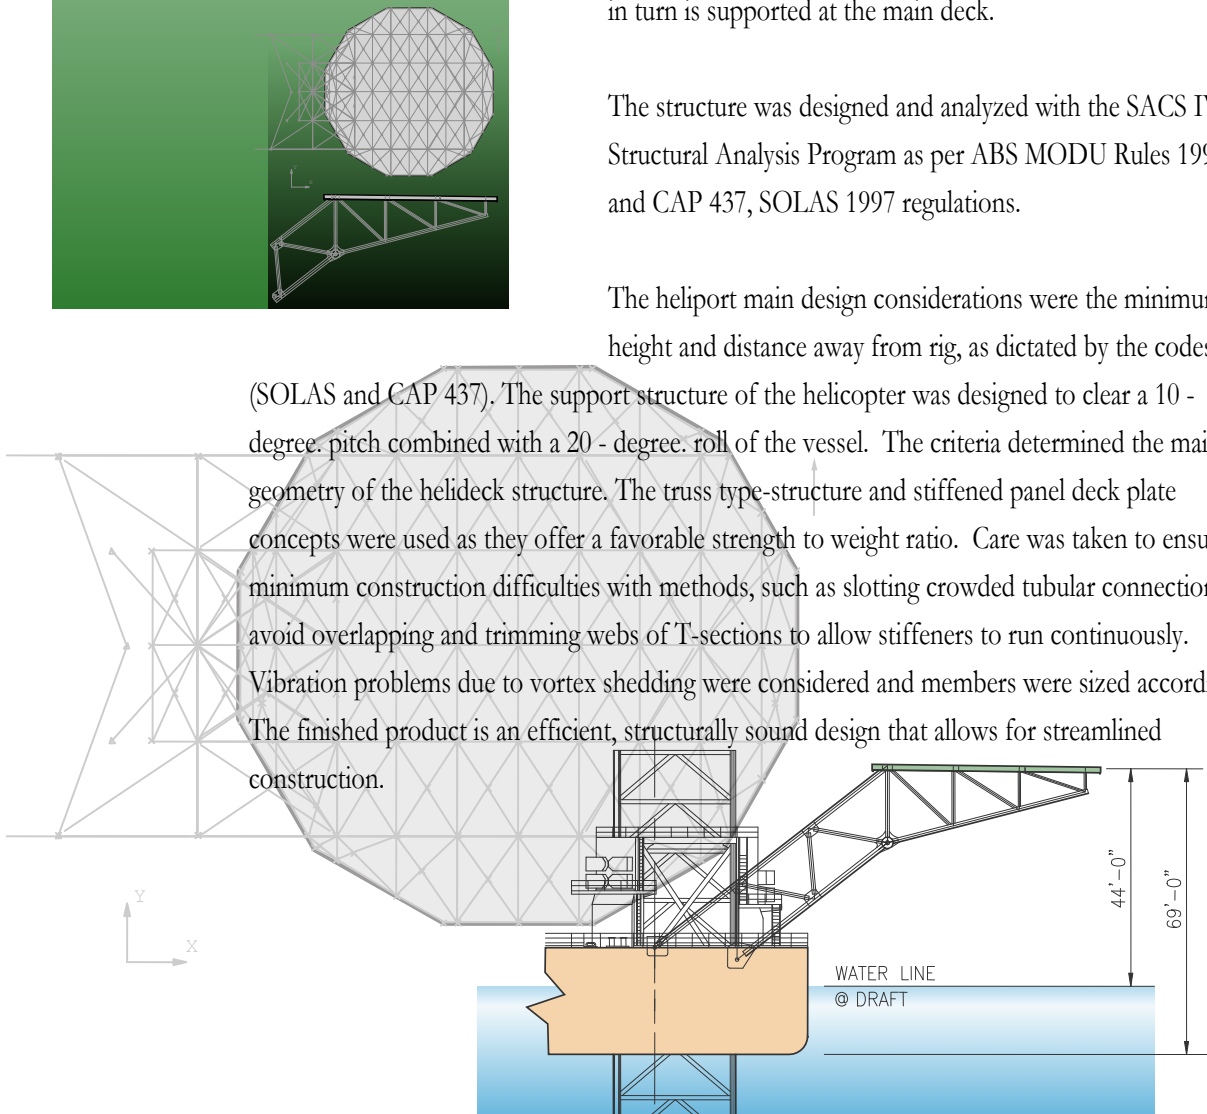 in turn is supported at the main deck.
The structure was designed and analyzed with the SACS IV
Structural Analysis Program as per ABS MODU Rules 199
and CAP 437, SOLAS 1997 regulations.
The heliport main design considerations were the minimum
height and distance away from rig, as dictated by the codes
(SOLAS and CAP 437). The support structure of the helicopter was designed to clear a 10 -
degree. pitch combined with a 20 - degree. roll of the vessel.  The criteria determined the mai
geometry of the helideck structure. The truss type-structure and stiffened panel deck plate
concepts were used as they offer a favorable strength to weight ratio.  Care was taken to ensu
minimum construction difficulties with methods, such as slotting crowded tubular connection
avoid overlapping and trimming webs of T-sections to allow stiffeners to run continuously.
Vibration problems due to vortex shedding were considered and members were sized accordi
The finished product is an efficient, structurally sound design that allows for streamlined
construction.
44'-0"
69'-0"
Y
X
WATER LINE
@ DRAFT